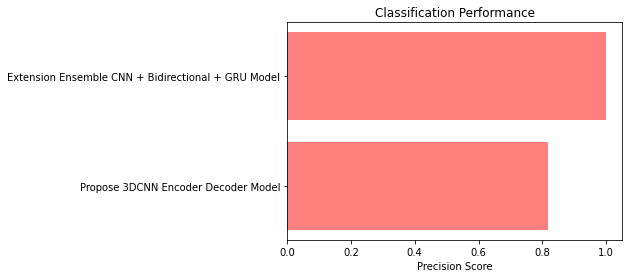 Classification Performance
Extension Ensemble CNN + Bidirectional + GRU Model
Propose 3DCNN Encoder Decoder Model
0.0 0.2 0.4 0.6 0.8 1.0
Precision Score